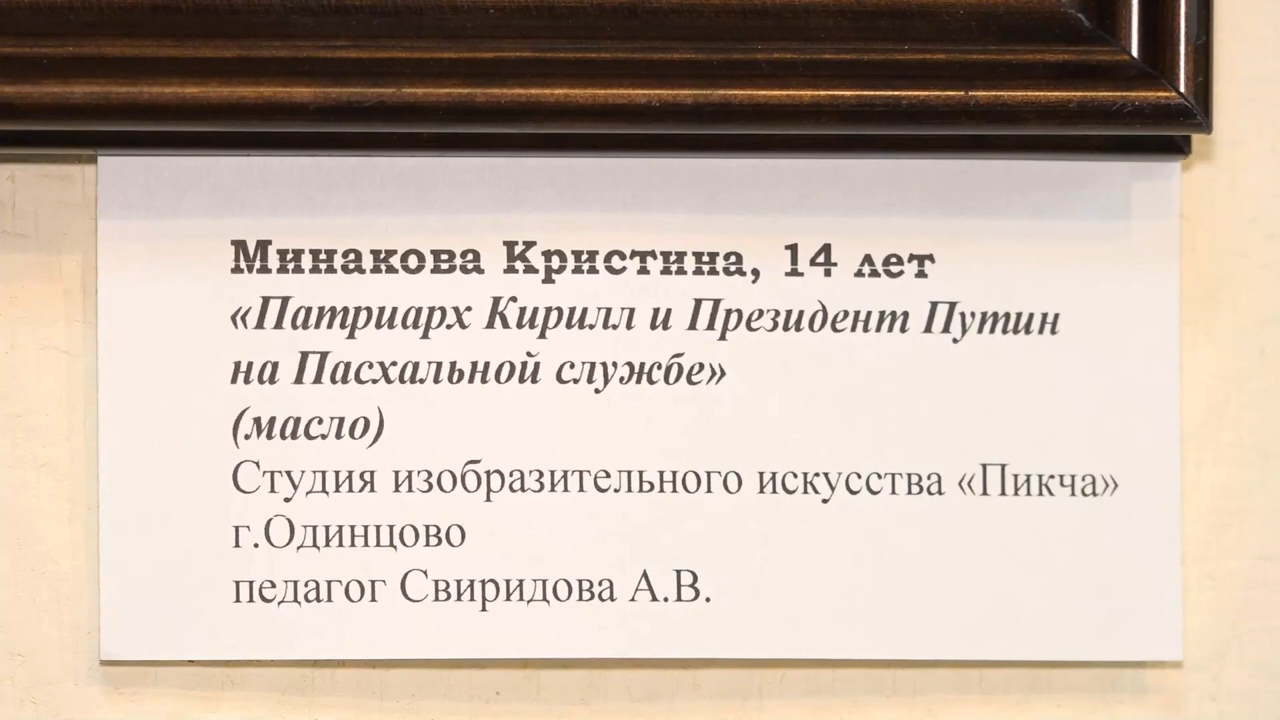 Минакова Кристина, 14 лет
«Патриарх Кирилл и Президент Путин
на Пасхальной службе»
(масло)
Студия изобразительного искусства «Пикча»
г.Одинцово
педагог Свиридова А.В.